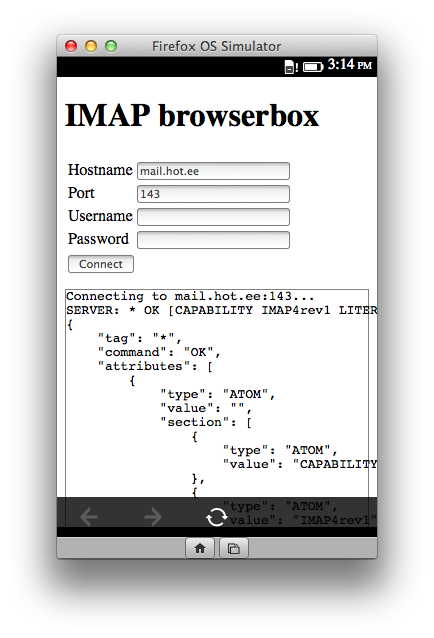 Firefox OS Simulator
3:14 PM
IMAP browserbox
Hostname mail.hot.ee
Port 143
Username
Password
Connect
Connecting to mail.hot.ee:143...
SERVER: * OK [CAPABILITY IMAP4rev1 LITER
{
"tag": "*",
"command": "OK",
"attributes": [
{
"type": "ATOM",
"value": "",
"section": [
{
"type": "ATOM",
"value": "CAPABILITY
},
{
"type": "ATOM",
"value": "IMAP4rev1"